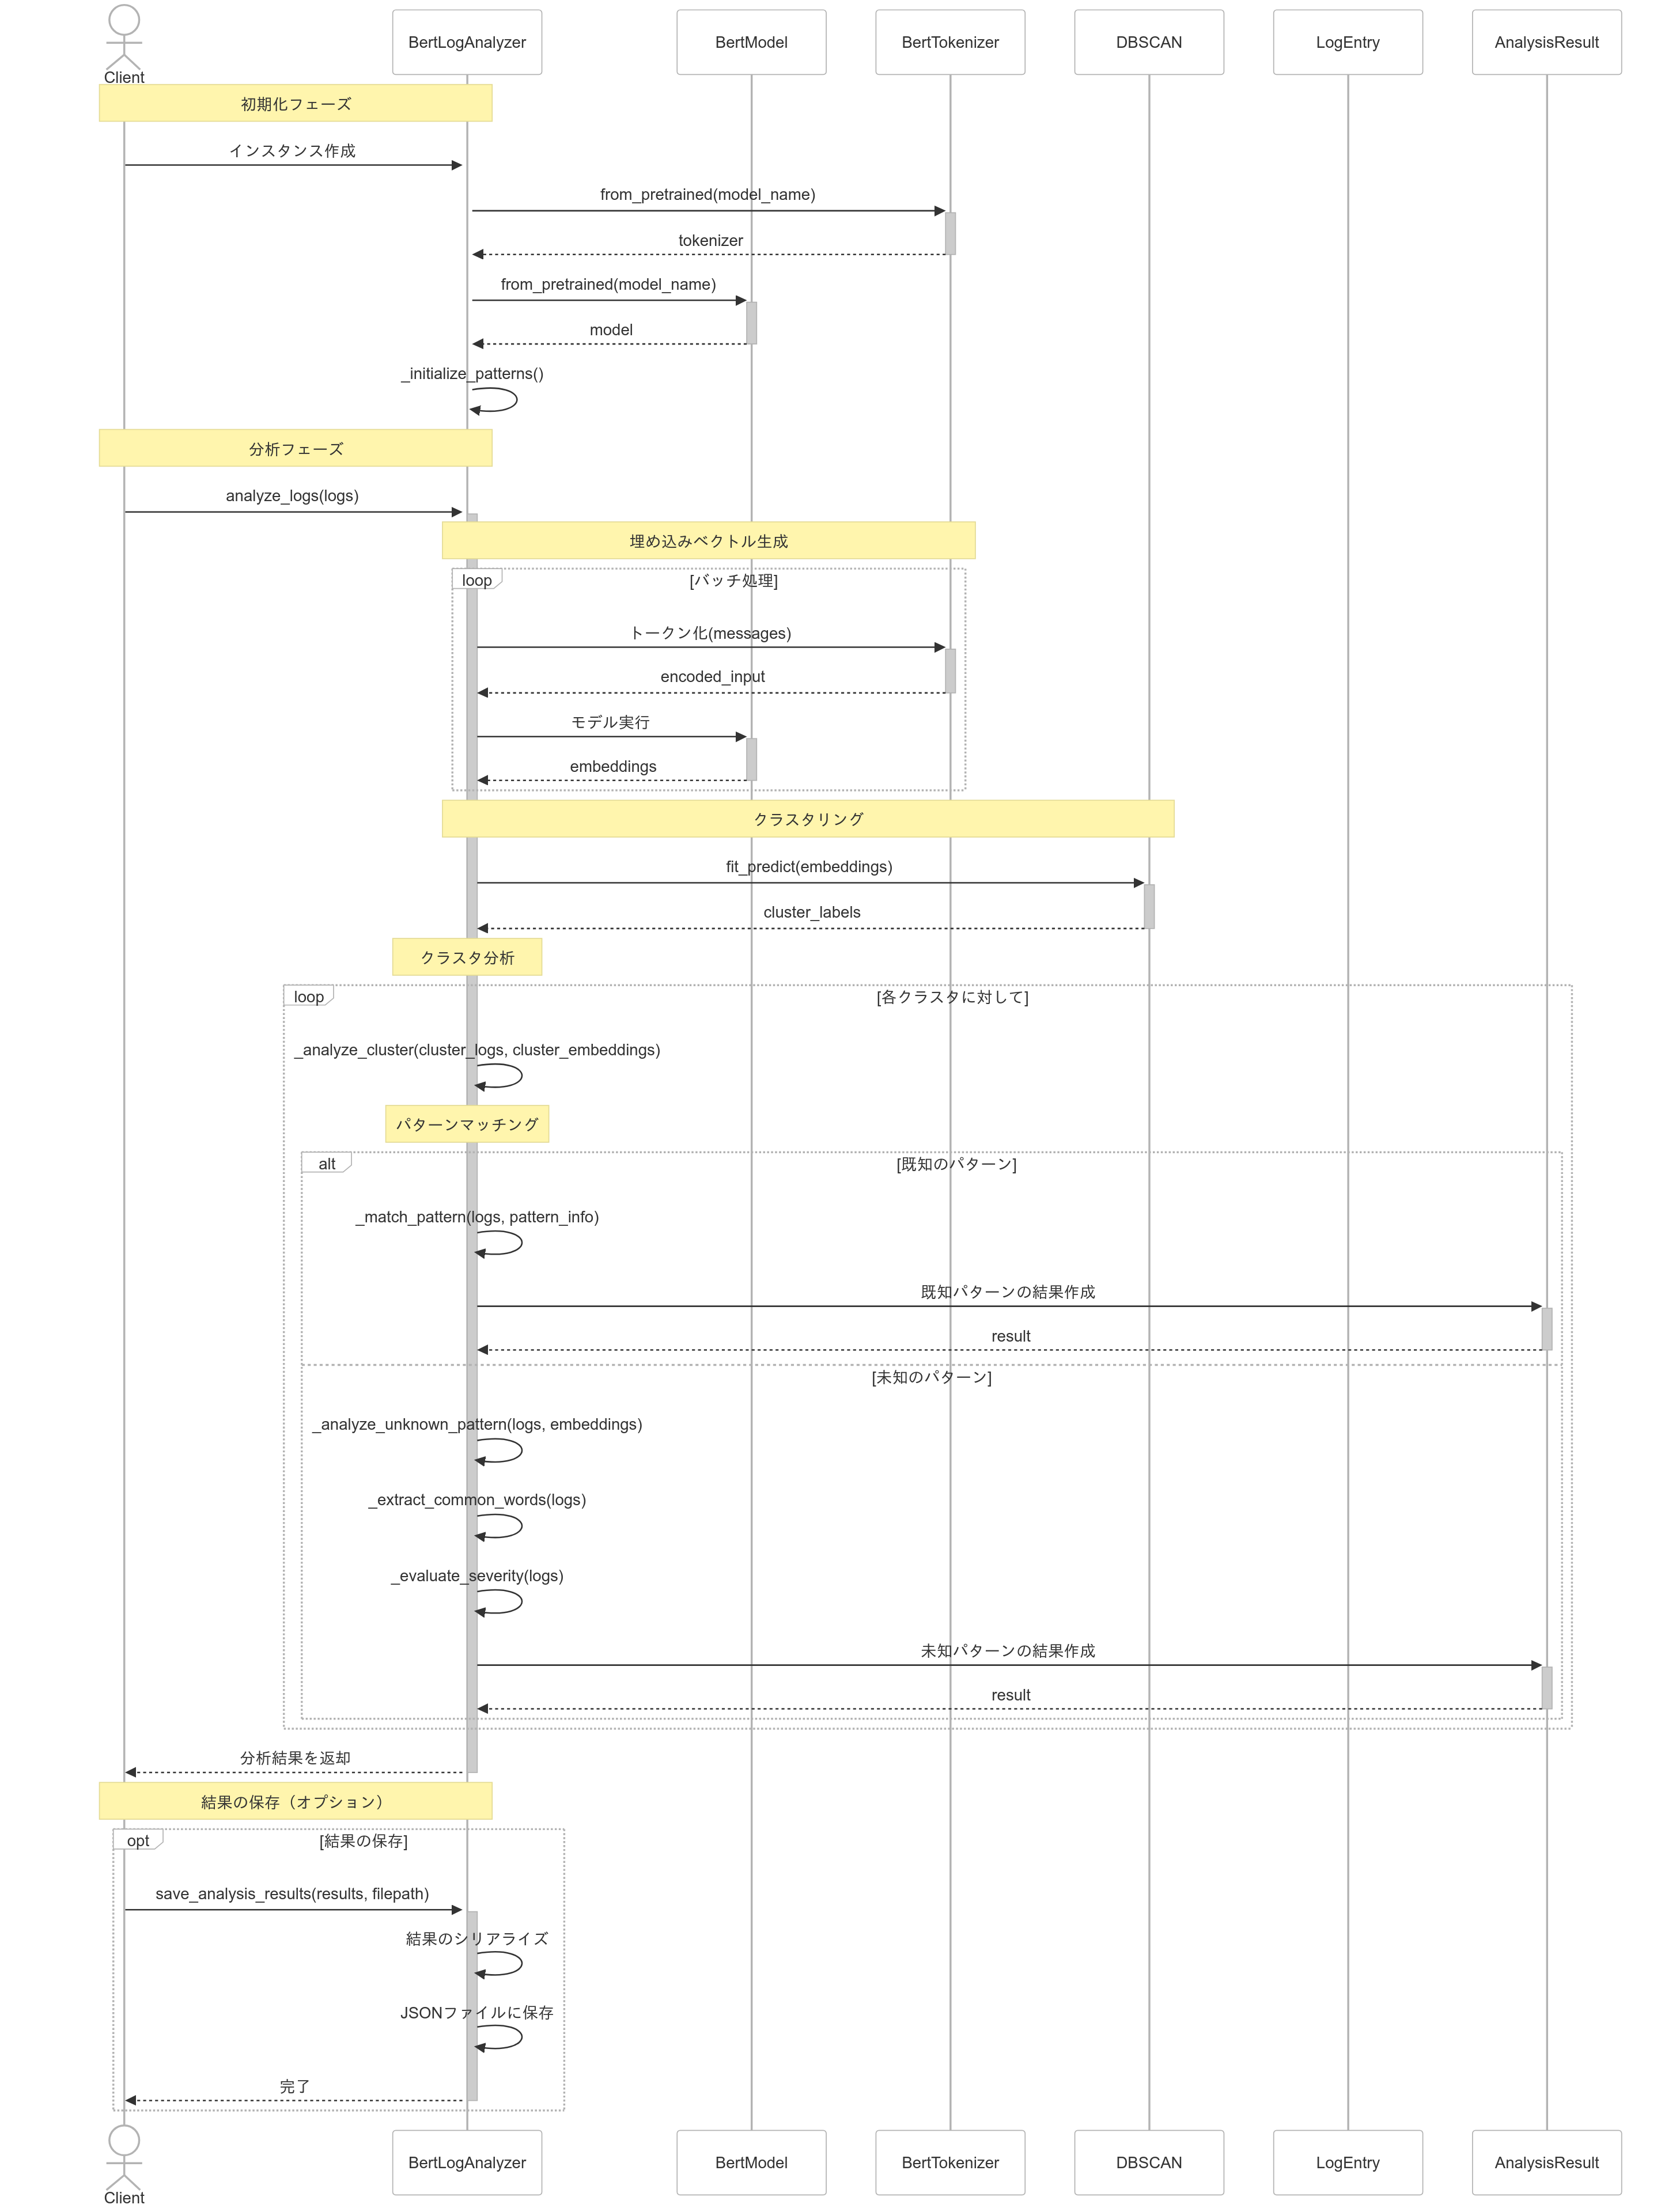 Client
BertLogAnalyzer
BertModel
BertTokenizer
DBSCAN
LogEntry
AnalysisResult
初期化フェーズ
インスタンス作成
from_pretrained(model_name)
tokenizer
from_pretrained(model_name)
model
_initialize_patterns()
分析フェーズ
analyze_logs(logs)
埋め込みベクトル生成
loop
[バッチ処理]
トークン化(messages)
encoded_input
モデル実行
embeddings
クラスタリング
fit_predict(embeddings)
cluster_labels
クラスタ分析
loop
[各クラスタに対して]
_analyze_cluster(cluster_logs, cluster_embeddings)
パターンマッチング
alt
[既知のパターン]
_match_pattern(logs, pattern_info)
既知パターンの結果作成
result
[未知のパターン]
_analyze_unknown_pattern(logs, embeddings)
_extract_common_words(logs)
_evaluate_severity(logs)
未知パターンの結果作成
result
分析結果を返却
結果の保存（オプション）
opt
[結果の保存]
save_analysis_results(results, filepath)
結果のシリアライズ
JSONファイルに保存
完了
Client
BertLogAnalyzer
BertModel
BertTokenizer
DBSCAN
LogEntry
AnalysisResult